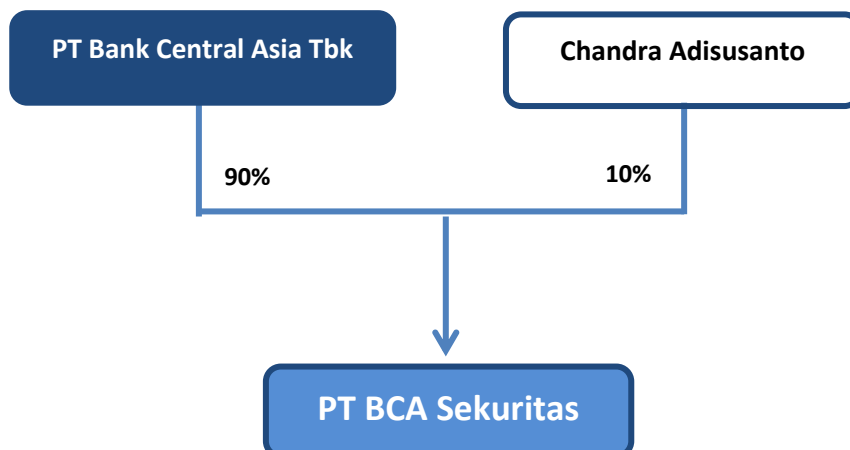 PT Bank Central Asia Tbk
Chandra Adisusanto
90%
10%
PT BCA Sekuritas